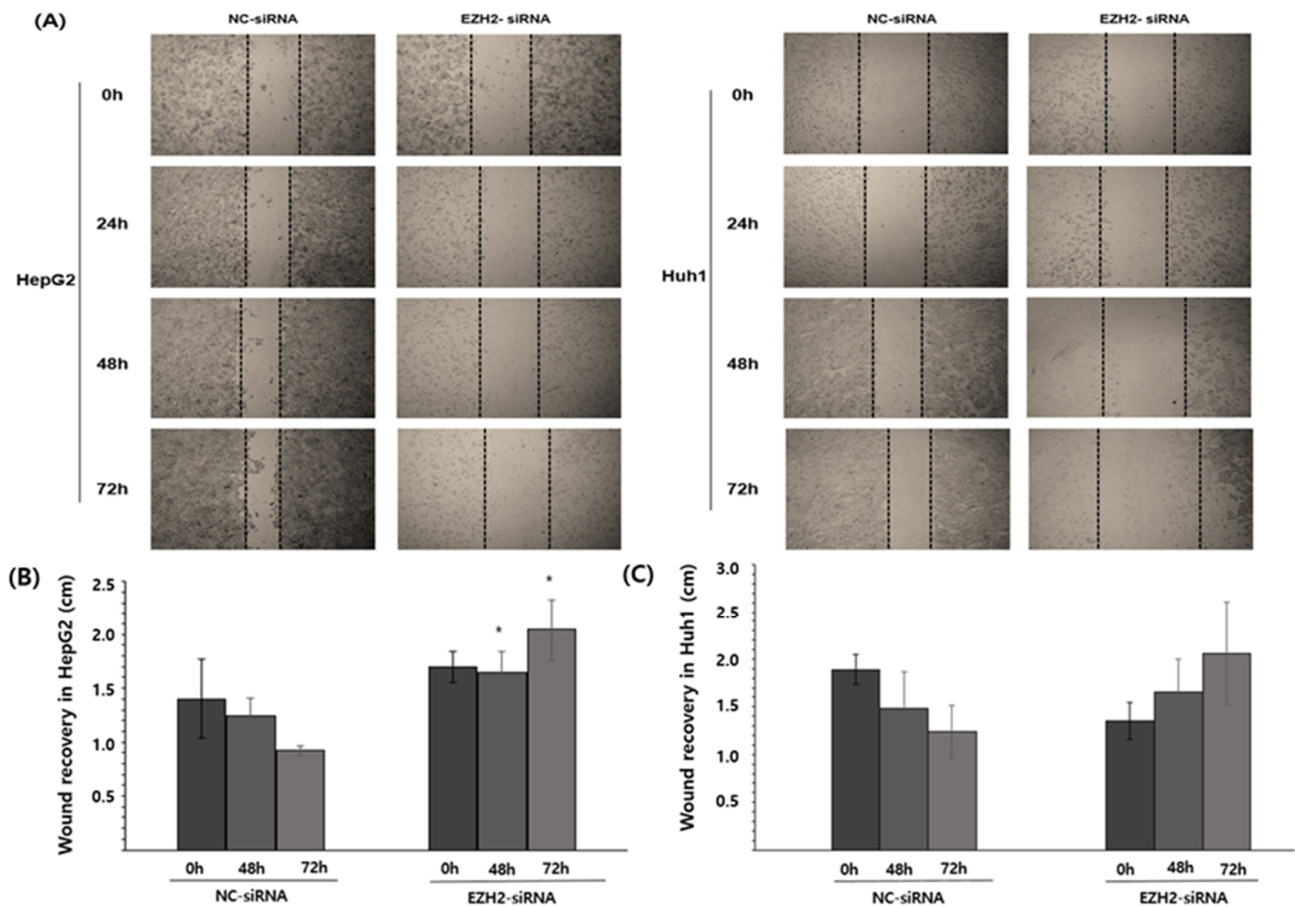 (A)
NC-siRNA
EZH2- siRNA
NC-siRNA
EZH2- siRNA
0h
0h
24h
24h
HepG2
Huh1
48h
48h
72h
72h
(B)
Wound recovery in HepG2 (cm)
2.5
2.0
1.5
1.0
0.5
*
*
0h 48h 72h
0h 48h 72h
NC-siRNA
EZH2-siRNA
(C)
Wound recovery in Huh1 (cm)
3.0
2.5
2.0
1.5
1.0
0.5
0h 48h 72h
0h 48h 72h
NC-siRNA
EZH2-siRNA